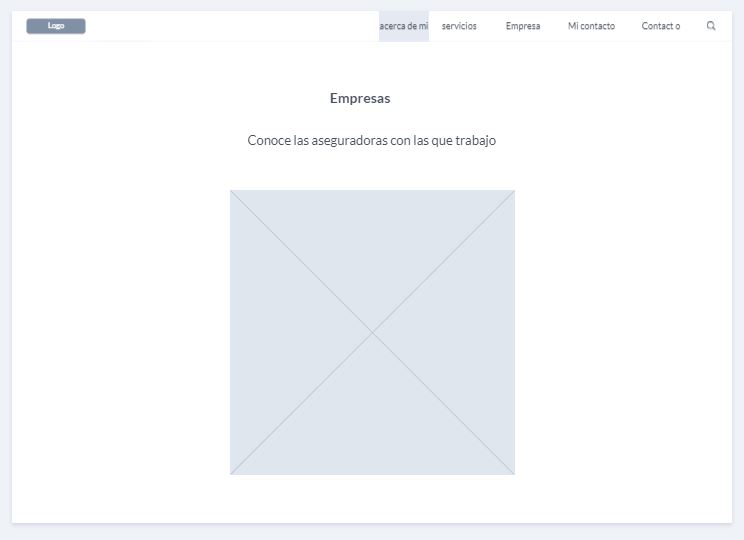 Logo
acerca de mi servicios Empresa Mi contacto Contact o
Empresas
Conoce las aseguradoras con las que trabajo